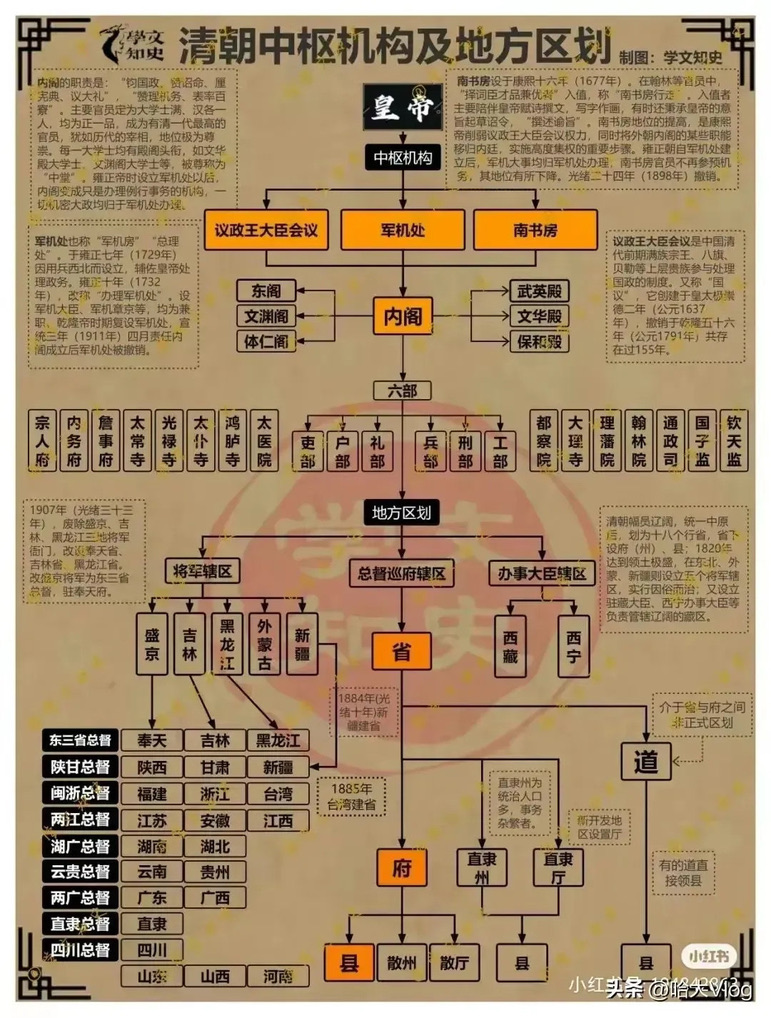 学文知史
清朝中枢机构及地方区划
制图：学文知史
内阁的职责是："钧国政、赞诏命、厘
宪典、议大礼"，"赞理机务、表率百
寮"。主要官员定为大学士满、汉各一
人，均为正一品，成为有清一代最高的
官员，犹如历代的宰相，地位极为尊
崇。每一大学士均有殿阁头衔，如文华
殿大学士、文渊阁大学士等，被尊称为
"中堂"。雍正帝时设立军机处以后，
内阁变成只是办理例行事务的机构，一
切机密大政均归于军机处办理。
皇帝
中枢机构
南书房设于康熙十六年（1677年）。在翰林等官员中，
"择词臣才品兼优者"入值，称"南书房行走"。入值者
主要陪伴皇帝赋诗撰文，写字作画，有时还秉承皇帝的意
旨起草诏令，"撰述谕旨"。南书房地位的提高，是康熙
帝削弱议政王大臣会议权力，同时将外朝内阁的某些职能
移归内廷，实施高度集权的重要步骤。雍正朝自军机处建
立后，军机大事均归军机处办理，南书房官员不再参预机
务，其地位有所下降。光绪二十四年（1898年）撤销。
议政王大臣会议
军机处
南书房
军机处也称"军机房""总理
处"。于雍正七年（1729年）
因用兵西北而设立，辅佐皇帝处
理政务。雍正十年（1732
年），改称"办理军机处"。设
军机大臣、军机章京等，均为兼
职、乾隆帝时期复设军机处，宣
统三年（1911年）四月责任内
阁成立后军机处被撤销。
东阁
文渊阁
体仁阁
内阁
武英殿
文华殿
保和殿
议政王大臣会议是中国清
代前期满族宗王、八旗、
贝勒等上层贵族参与处理
国政的制度。又称"国
议"，它创建于皇太极崇
德二年（公元1637
年），撤销于乾隆五十六
年（公元1791年）共存
在过155年。
六部
宗人府
内务府
詹事府
太常寺
光禄寺
太仆寺
鸿胪寺
太医院
吏部
户部
礼部
兵部
刑部
工部
都察院
大理寺
理藩院
翰林院
通政司
国子监
钦天监
地方区划
1907年（光绪三十三
年），废除盛京、吉
林、黑龙江三地将军
衙门，改设奉天省、
吉林省、黑龙江省。
改盛京将军为东三省
总督，驻奉天府。
将军辖区
总督巡府辖区
办事大臣辖区
清朝幅员辽阔，统一中原
后，划为十八个行省，省下
设府（州）、县；1820年
达到领土极盛，在东北、外
蒙、新疆则设立五个将军辖
区，实行因俗而治；又设立
驻藏大臣、西宁办事大臣等
负责管辖辽阔的藏区。
盛京
吉林
黑龙江
外蒙古
新疆
省
西藏
西宁
学文知史
1884年(光
绪十年)新
疆建省
介于省与府之间
非正式区划
东三省总督 奉天 吉林 黑龙江
陕甘总督 陕西 甘肃 新疆
闽浙总督 福建 浙江 台湾
两江总督 江苏 安徽 江西
湖广总督 湖南 湖北
云贵总督 云南 贵州
两广总督 广东 广西
直隶总督 直隶
四川总督 四川
山东 山西 河南
1885年
台湾建省
道
直隶州为
统治人口
多，事务
杂繁者。
新开发地
区设置厅
有的道直
接领县
府
直隶州
直隶厅
县
散州
散厅
县
县
小红书
小红书号:
头条 @哈天Vlog